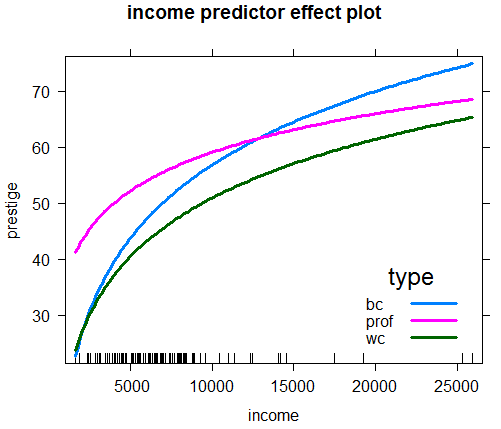 income predictor effect plot
prestige
70
60
50
40
30
type
bc
prof
wc
5000 10000 15000 20000 25000
income